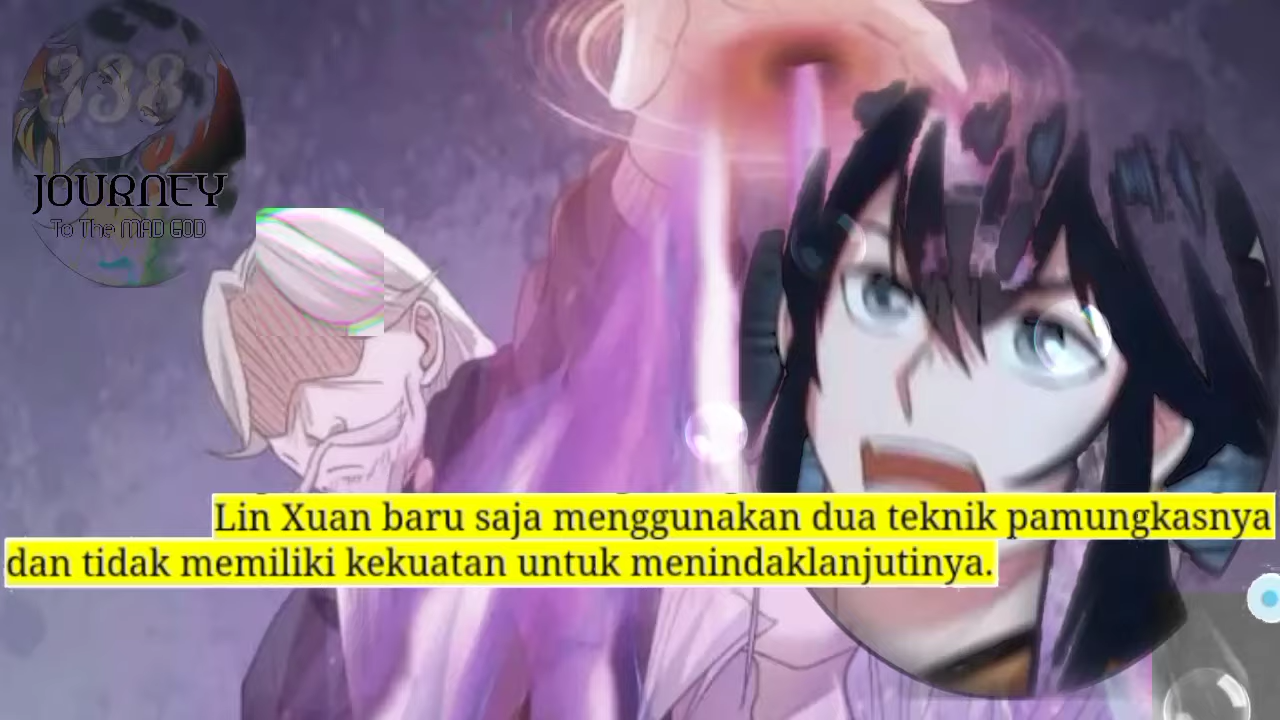 338
JOURNEY
To The MAD GOD
Lin Xuan baru saja menggunakan dua teknik pamungkasnya
dan tidak memiliki kekuatan untuk menindaklanjutinya.